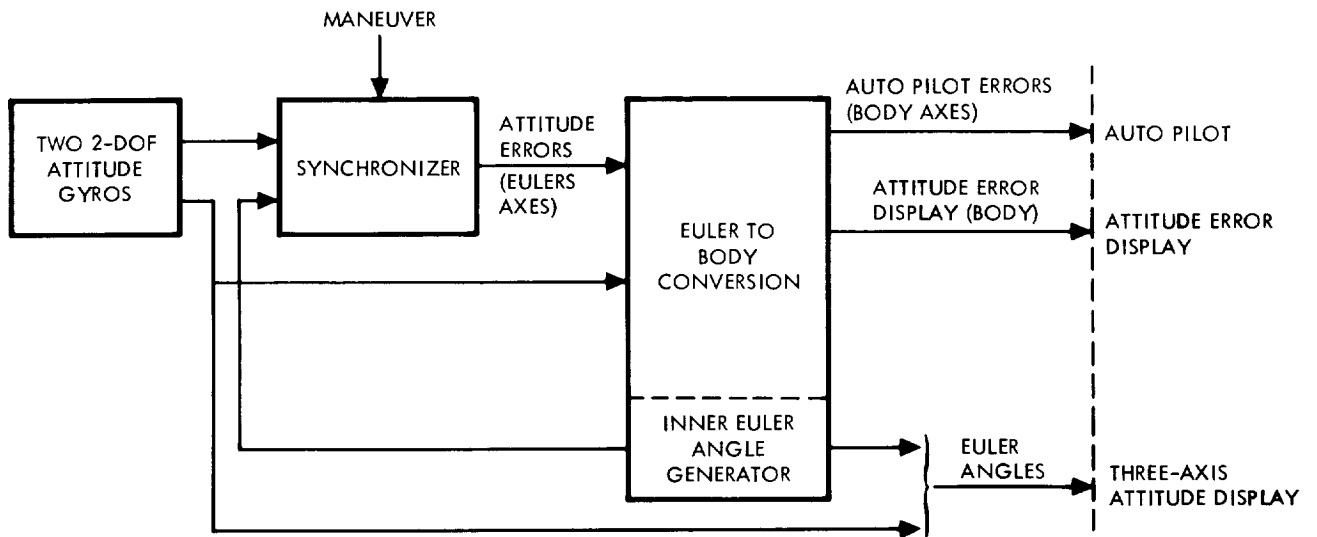 MANEUVER
TWO 2-DOF
ATTITUDE
GYROS
SYNCHRONIZER
ATTITUDE
ERRORS
(EULERS
AXES)
EULER TO
BODY
CONVERSION
INNER EULER
ANGLE
GENERATOR
AUTO PILOT ERRORS
(BODY AXES)
ATTITUDE ERROR
DISPLAY (BODY)
EULER
ANGLES
AUTO PILOT
ATTITUDE ERROR
DISPLAY
THREE-AXIS
ATTITUDE DISPLAY